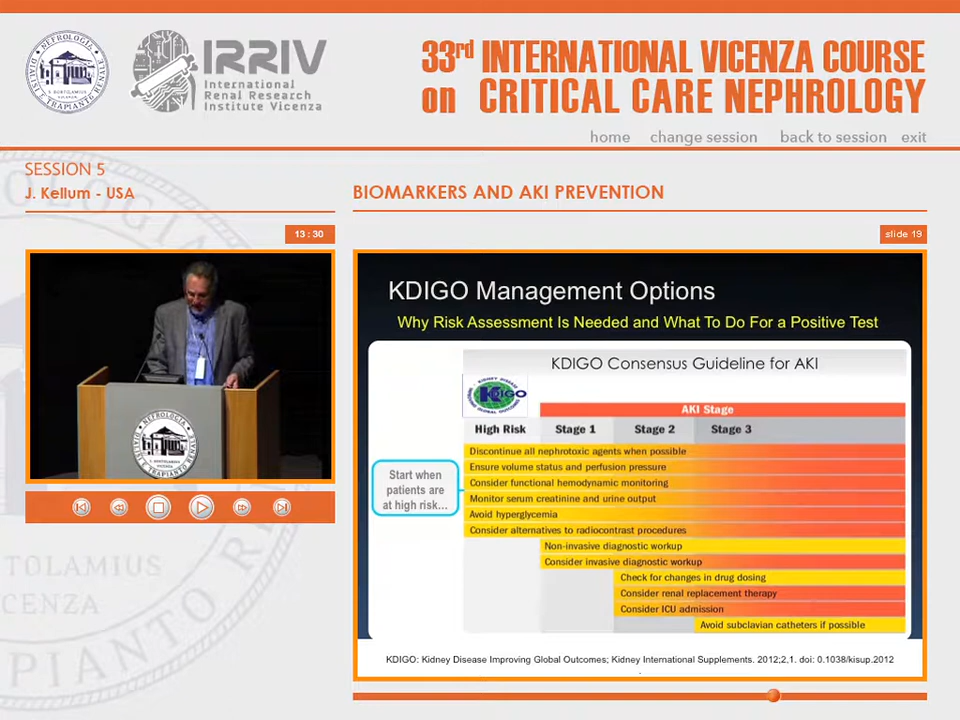 IRRIV
International
Renal Research
Institute Vicenza
33rd INTERNATIONAL VICENZA COURSE
on CRITICAL CARE NEPHROLOGY
home change session back to session exit
SESSION 5
J. Kellum - USA
BIOMARKERS AND AKI PREVENTION
13:30
slide 19
KDIGO Management Options
Why Risk Assessment Is Needed and What To Do For a Positive Test
KDIGO Consensus Guideline for AKI
KDIGO
AKI Stage
High Risk Stage 1 Stage 2 Stage 3
Discontinue all nephrotoxic agents when possible
Ensure volume status and perfusion pressure
Consider functional hemodynamic monitoring
Monitor serum creatinine and urine output
Avoid hyperglycemia
Consider alternatives to radiocontrast procedures
Non-invasive diagnostic workup
Consider invasive diagnostic workup
Check for changes in drug dosing
Consider renal replacement therapy
Consider ICU admission
Avoid subclavian catheters if possible
Start when
patients are
at high risk...
KDIGO: Kidney Disease Improving Global Outcomes; Kidney International Supplements. 2012;2,1. doi: 0.1038/kisup.2012